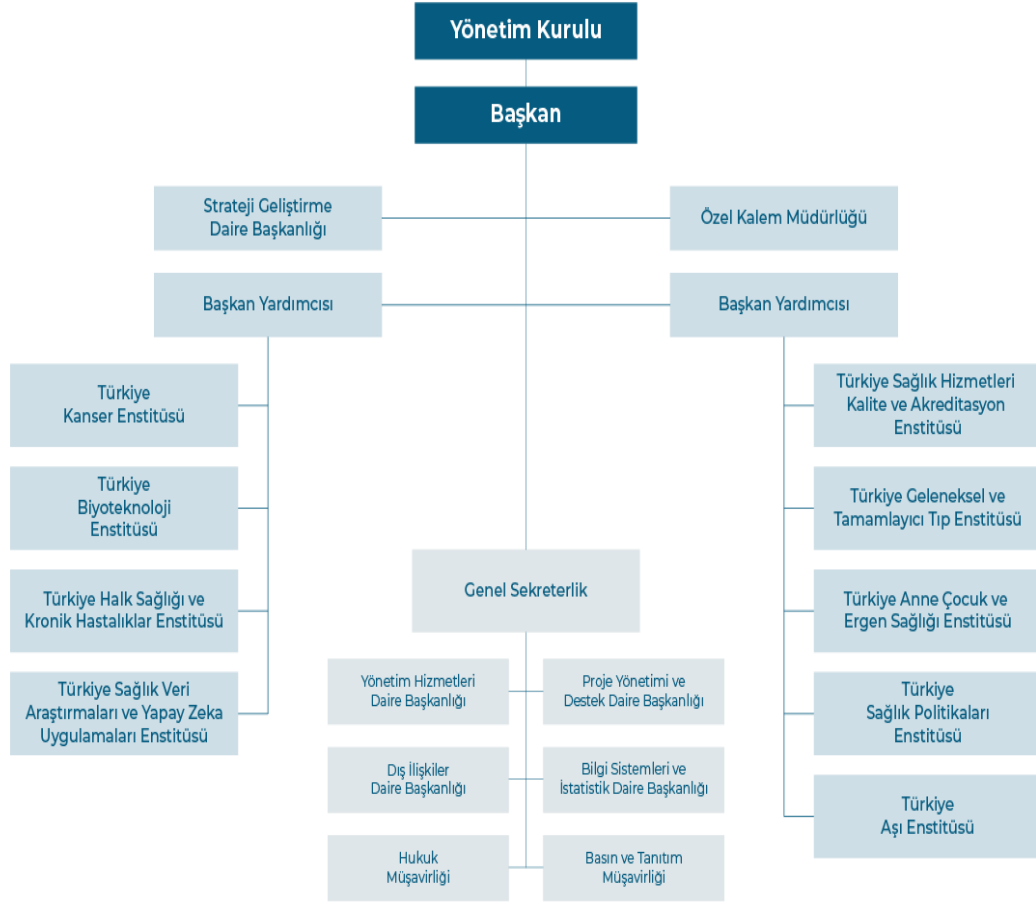 Yönetim Kurulu
Başkan
Strateji Geliştirme
Daire Başkanlığı
Özel Kalem Müdürlüğü
Başkan Yardımcısı
Başkan Yardımcısı
Türkiye
Kanser Enstitüsü
Türkiye
Biyoteknoloji
Enstitüsü
Türkiye Halk Sağlığı ve
Kronik Hastalıklar Enstitüsü
Türkiye Sağlık Veri
Araştırmaları ve Yapay Zeka
Uygulamaları Enstitüsü
Türkiye Sağlık Hizmetleri
Kalite ve Akreditasyon
Enstitüsü
Türkiye Geleneksel ve
Tamamlayıcı Tıp Enstitüsü
Türkiye Anne Çocuk ve
Ergen Sağlığı Enstitüsü
Türkiye
Sağlık Politikaları
Enstitüsü
Türkiye
Aşı Enstitüsü
Genel Sekreterlik
Yönetim Hizmetleri
Daire Başkanlığı
Proje Yönetimi ve
Destek Daire Başkanlığı
Dış İlişkiler
Daire Başkanlığı
Bilgi Sistemleri ve
İstatistik Daire Başkanlığı
Hukuk
Müşavirliği
Basın ve Tanıtım
Müşavirliği